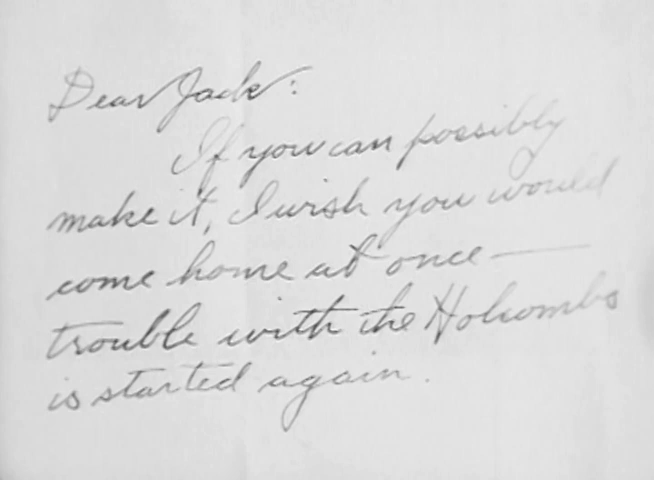 Dear Jack:
If you can possibly
make it, I wish you would
come home at once —
trouble with the Holcombs
is started again.